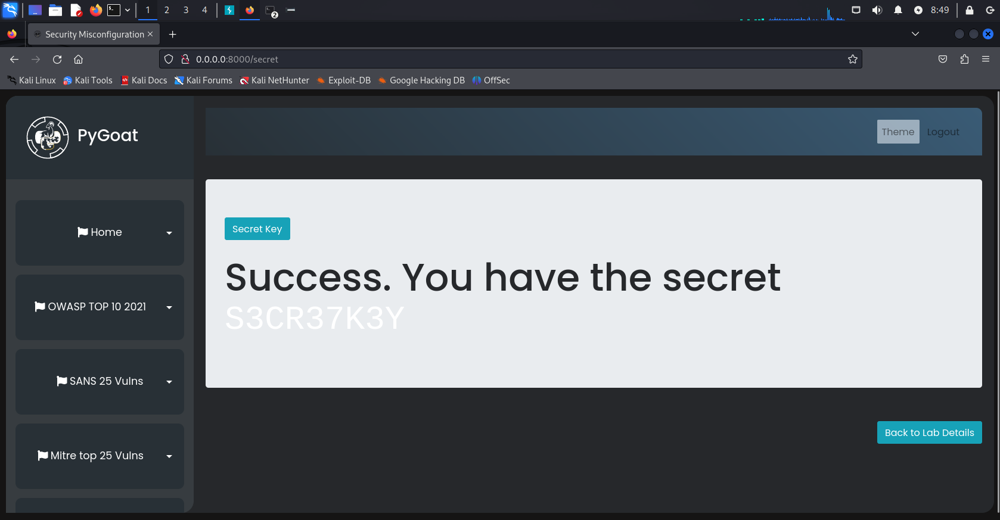 1 2 3 4 2 8:49
Security Misconfiguration
0.0.0.0:8000/secret
Kali Linux Kali Tools Kali Docs Kali Forums Kali NetHunter Exploit-DB Google Hacking DB OffSec
PyGoat
Theme Logout
Home
OWASP TOP 10 2021
SANS 25 Vulns
Mitre top 25 Vulns
Secret Key
Success. You have the secret
S3CR37K3Y
Back to Lab Details